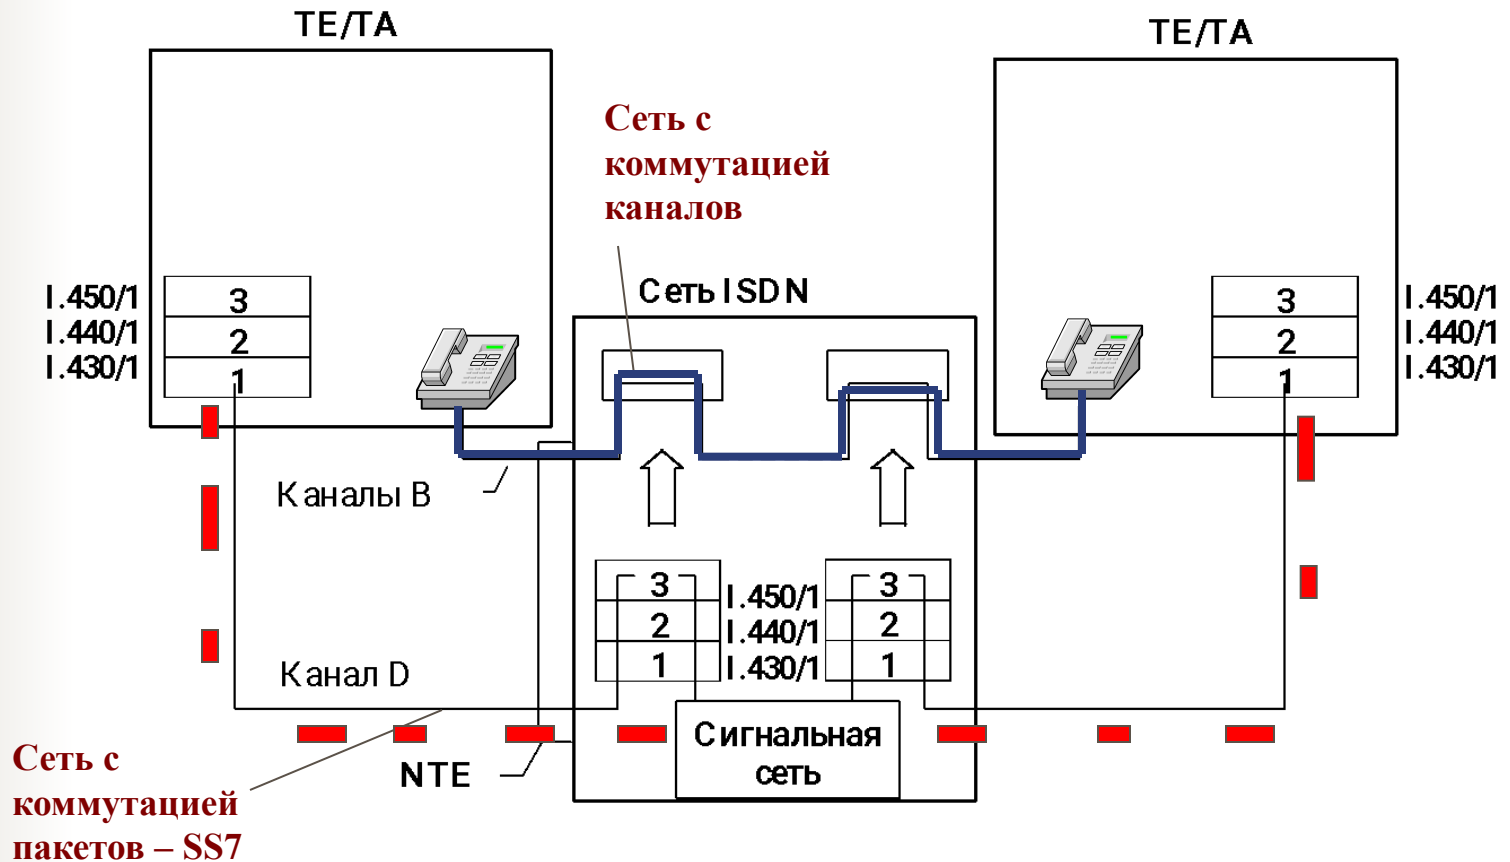 TE/TA
TE/TA
Сеть с
коммутацией
каналов
Сеть ISDN
I.450/1
I.440/1
I.430/1
3
2
1
3
2
1
I.450/1
I.440/1
I.430/1
Каналы B
3
2
1
I.450/1
I.440/1
I.430/1
3
2
1
Канал D
Сигнальная
сеть
NTE
Сеть с
коммутацией
пакетов – SS7